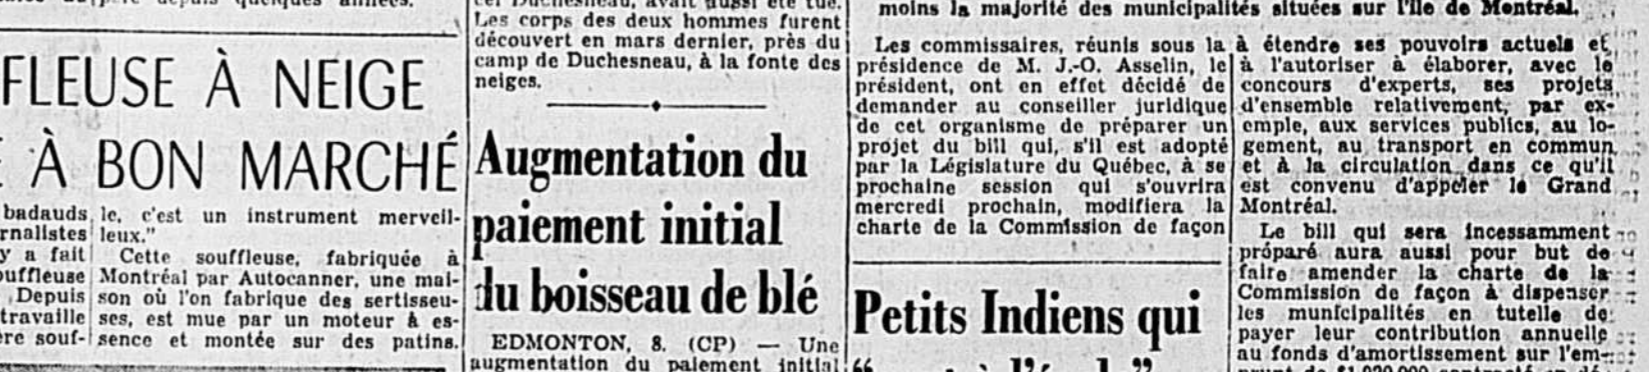 FLEUSE À NEIGE
À BON MARCHÉ
badauds
rnalistes
y a fait
ouffleuse
Depuis
travaille
ère souf-
le, c'est un instrument merveil-
leux."
Cette souffleuse, fabriquée à
Montréal par Autocanner, une mai-
son où l'on fabrique des sertisseu-
ses, est mue par un moteur à es-
sence et montée sur des patins.
Duchesneau, avait aussi été tué.
Les corps des deux hommes furent
découvert en mars dernier, près du
camp de Duchesneau, à la fonte des
neiges.
Augmentation du
paiement initial
du boisseau de blé
EDMONTON, 8. (CP) — Une
augmentation du paiement initial
moins la majorité des municipalités situées sur l'île de Montréal.
Les commissaires, réunis sous la
présidence de M. J.-O. Asselin, le
président, ont en effet décidé de
demander au conseiller juridique
de cet organisme de préparer un
projet du bill qui, s'il est adopté
par la Législature du Québec, à se
prochaine session qui s'ouvrira
mercredi prochain, modifiera la
charte de la Commission de façon
Petits Indiens qui
à étendre ses pouvoirs actuels et
à l'autoriser à élaborer, avec le
concours d'experts, ses projets
d'ensemble relativement, par ex-
emple, aux services publics, au lo-
gement, au transport en commun
et à la circulation dans ce qu'il
est convenu d'appeler le Grand
Montréal.
Le bill qui sera incessamment
préparé aura aussi pour but de
faire amender la charte de la
Commission de façon à dispenser
les municipalités en tutelle de
payer leur contribution annuelle
au fonds d'amortissement sur l'em-